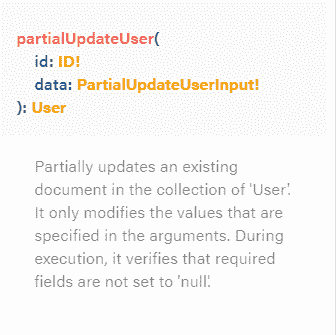 partialUpdateUser(
id: ID!
data: PartialUpdateUserInput!
): User
Partially updates an existing
document in the collection of 'User'.
It only modifies the values that are
specified in the arguments. During
execution, it verifies that required
fields are not set to 'null'.